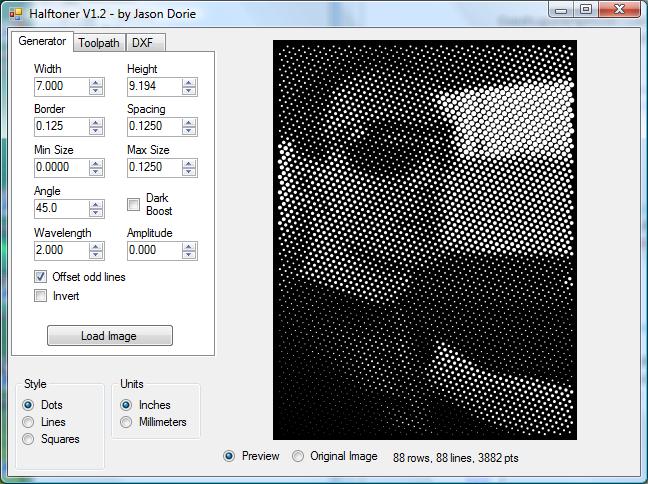 Halftoner V1.2 - by Jason Dorie
Generator Toolpath DXF
Width Height
7.000 9.194
Border Spacing
0.125 0.1250
Min Size Max Size
0.0000 0.1250
Angle
45.0
Dark
Boost
Wavelength Amplitude
2.000 0.000
Offset odd lines
Invert
Load Image
Style Units
Dots Inches
Lines Millimeters
Squares
Preview Original Image 88 rows, 88 lines, 3882 pts